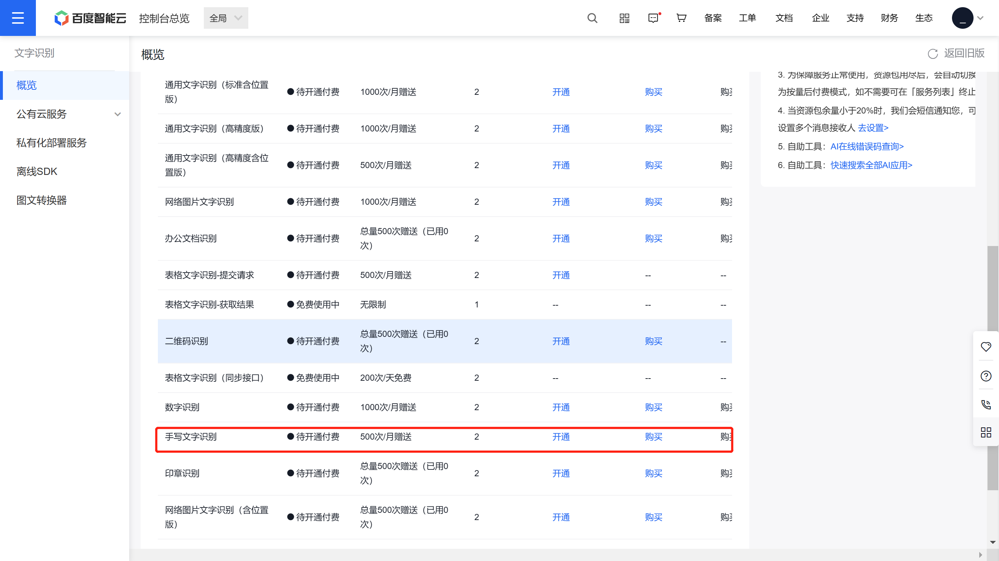 百度智能云 控制台总览 全局 备案 工单 文档 企业 支持 财务 生态
文字识别
概览
公有云服务
私有化部署服务
离线SDK
图文转换器
概览 返回旧版
通用文字识别（标准含位置
版） 待开通付费 1000次/月赠送 2 开通 购买 购
通用文字识别（高精度版） 待开通付费 1000次/月赠送 2 开通 购买 购
通用文字识别（高精度含位
置版） 待开通付费 500次/月赠送 2 开通 购买 购
网络图片文字识别 待开通付费 1000次/月赠送 2 开通 购买 购
办公文档识别 待开通付费 总量500次赠送（已用0
次） 2 开通 购买 购
表格文字识别-提交请求 待开通付费 500次/月赠送 2 开通 -- --
表格文字识别-获取结果 免费使用中 无限制 1 -- -- --
二维码识别 待开通付费 总量500次赠送（已用0
次） 2 开通 购买 --
表格文字识别（同步接口） 免费使用中 200次/天免费 2 -- -- --
数字识别 待开通付费 1000次/月赠送 2 开通 购买 购
手写文字识别 待开通付费 500次/月赠送 2 开通 购买 购
印章识别 待开通付费 总量500次赠送（已用0
次） 2 开通 购买 购
网络图片文字识别（含位置
版） 待开通付费 总量500次赠送（已用0
次） 2 开通 购买 购
3. 为保障服务正常使用，资源包用尽后，会自动切换
为按量后付费模式，如不需要可在「服务列表」终止
4. 当资源包余量小于20%时，我们会短信通知您，可
设置多个消息接收人 去设置>
5. 自助工具：AI在线错误码查询>
6. 自助工具：快速搜索全部AI应用>